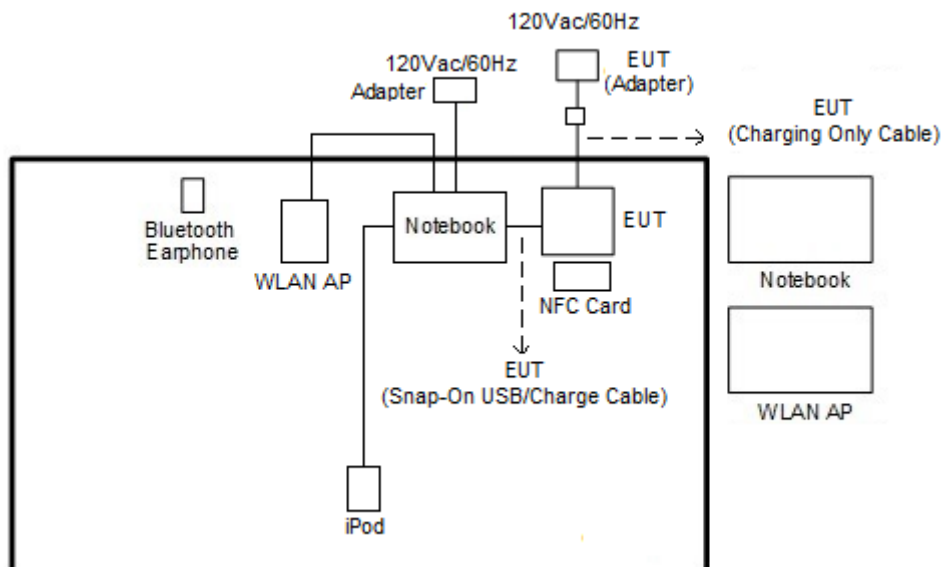 120Vac/60Hz
EUT
(Adapter)
120Vac/60Hz
Adapter
EUT
(Charging Only Cable)
Bluetooth
Earphone
WLAN AP
Notebook
EUT
NFC Card
Notebook
EUT
(Snap-On USB/Charge Cable)
WLAN AP
iPod